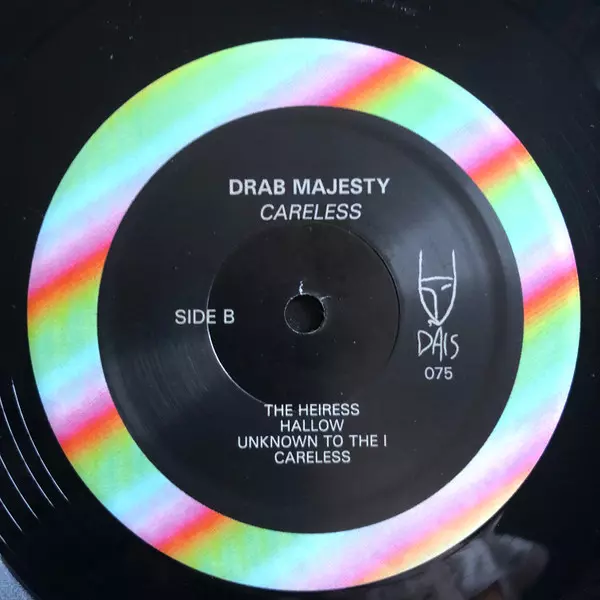 DRAB MAJESTY
CARELESS
SIDE B
DAIS
075
THE HEIRESS
HALLOW
UNKNOWN TO THE I
CARELESS